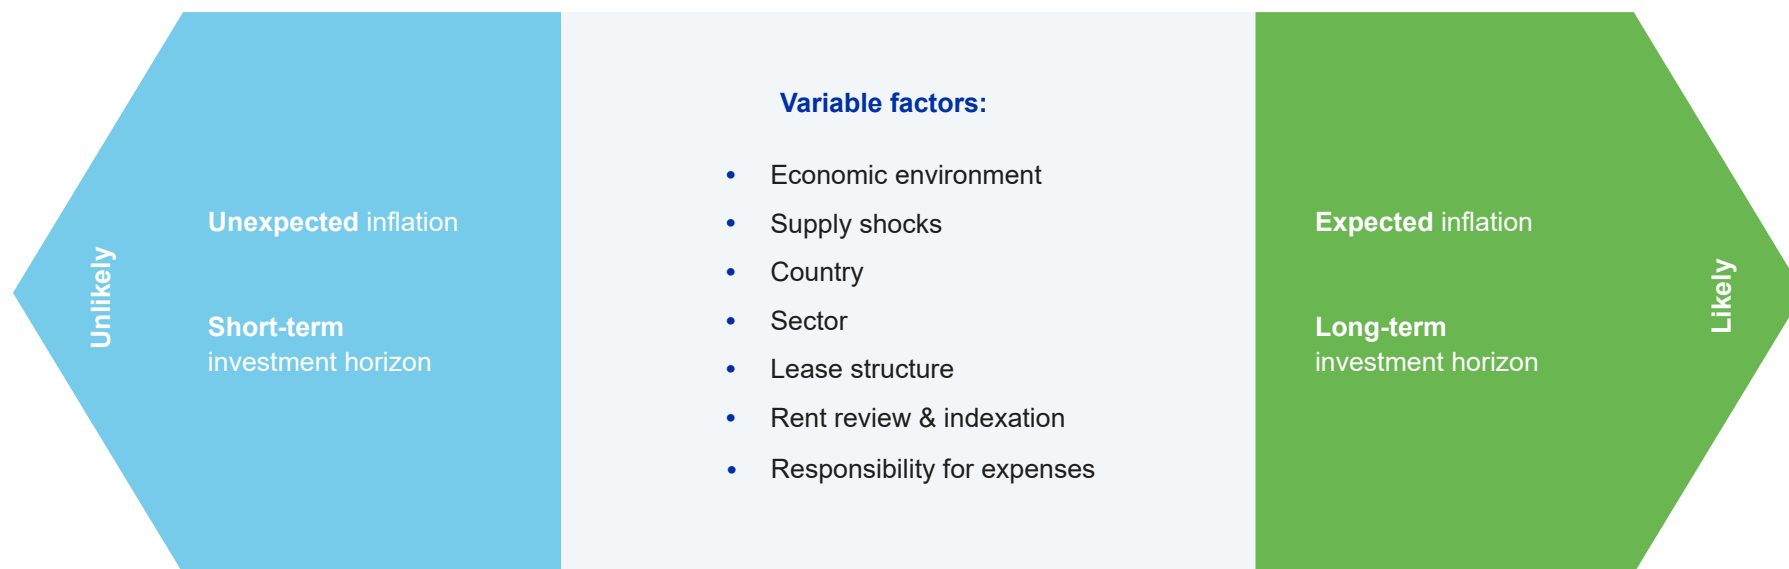 Unlikely
Unexpected inflation
Short-term
investment horizon
Variable factors:
• Economic environment
• Supply shocks
• Country
• Sector
• Lease structure
• Rent review & indexation
• Responsibility for expenses
Expected inflation
Long-term
investment horizon
Likely